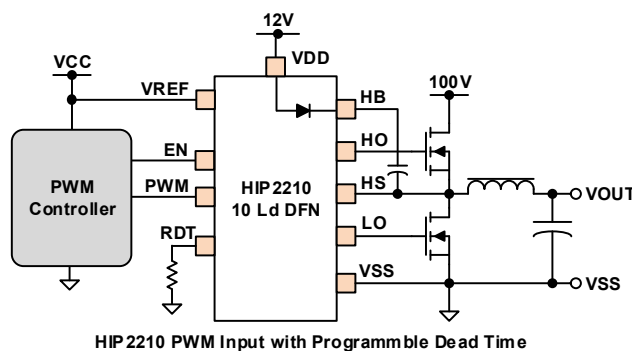 12V
VCC
VDD
100V
VREF
HB
EN
HO
PWM
Controller
PWM
HIP2210
10 Ld DFN
HS
VOUT
RDT
LO
VSS
VSS
HIP2210 PWM Input with Programmble Dead Time